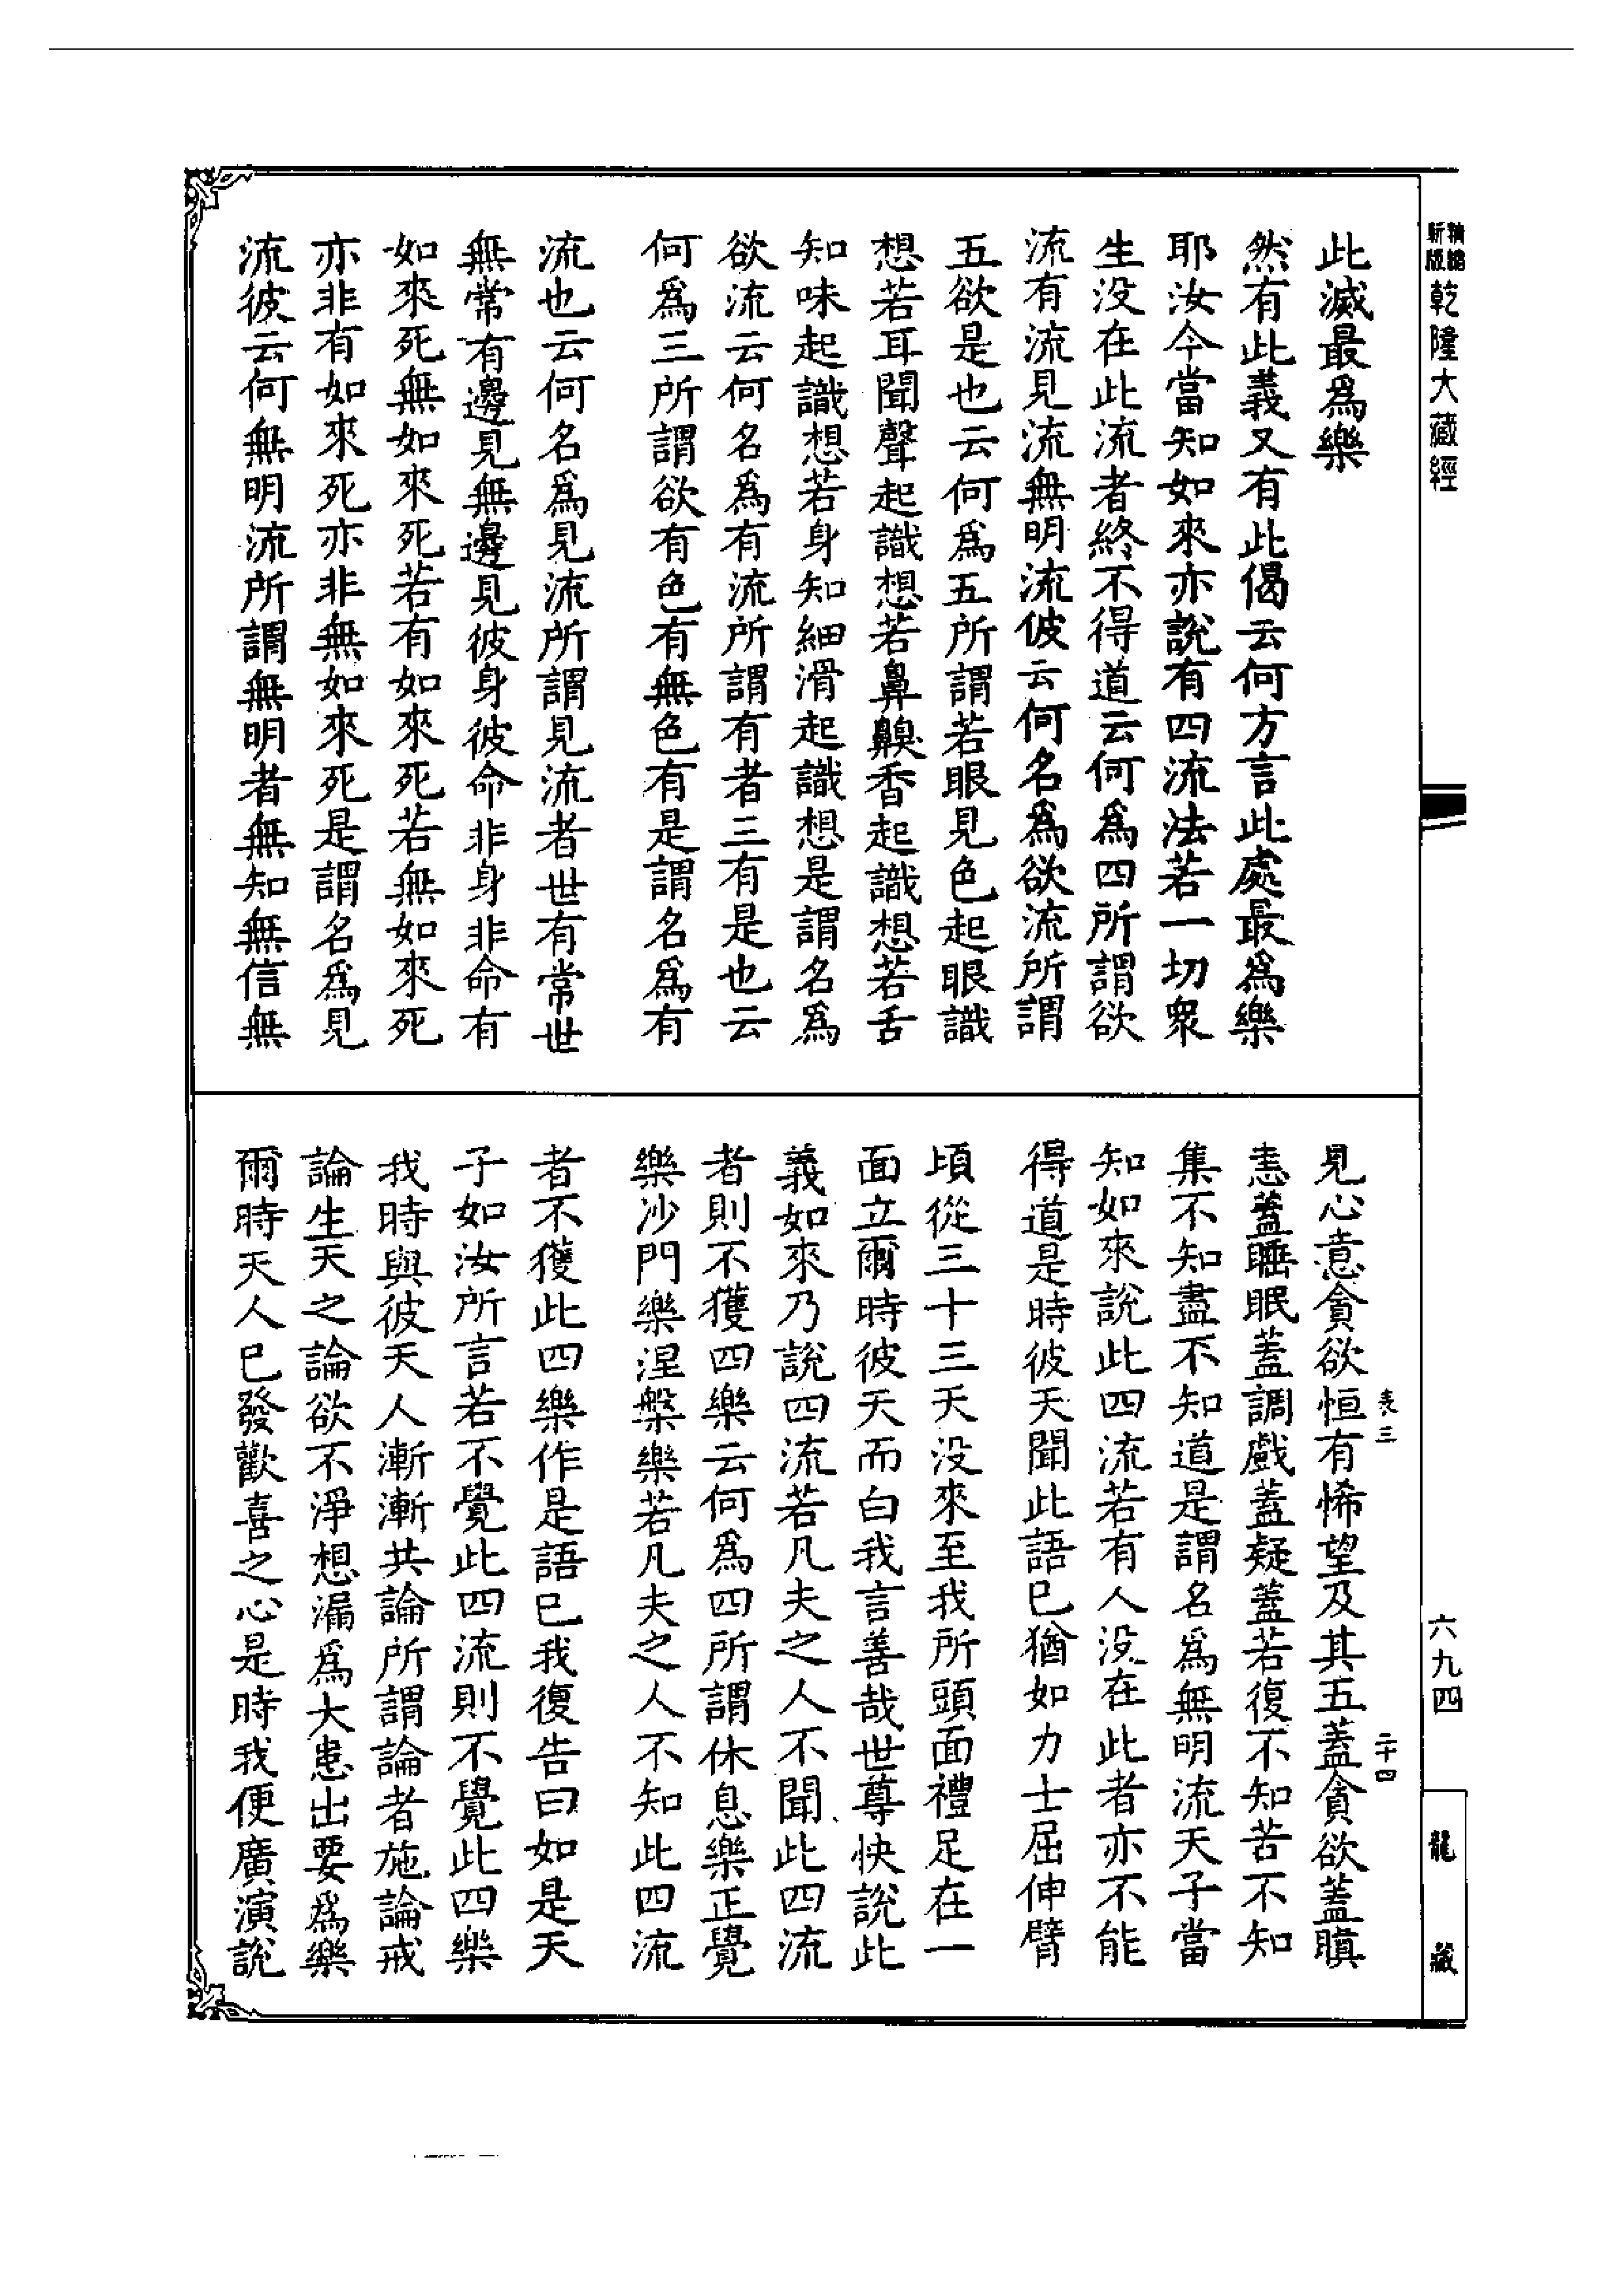 精縮
新版
乾隆大藏經
此滅最爲樂
然有此義又有此偈云何方言此處最爲樂
耶汝今當知如來亦說有四流法若一切衆
生没在此流者終不得道云何爲四所謂欲
流有流見流無明流彼云何名爲欲流所謂
五欲是也云何爲五所謂若眼見色起眼識
想若耳聞聲起識想若鼻齅香起識想若舌
知味起識想若身知細滑起識想是謂名爲
欲流云何名爲有流所謂有者三有是也云
何爲三所謂欲有色有無色有是謂名爲有
流也云何名爲見流所謂見流者世有常世
無常有邊見無邊見彼身彼命非身非命有
如來死無如來死若有如來死若無如來死
亦非有如來死亦非無如來死是謂名爲見
流彼云何無明流所謂無明者無知無信無
六九四
龍藏
表三
二十四
見心意貪欲恒有悕望及其五蓋貪欲蓋瞋
恚蓋睡眠蓋調戲蓋疑蓋若復不知苦不知
集不知盡不知道是謂名爲無明流天子當
知如來說此四流若有人没在此者亦不能
得道是時彼天聞此語已猶如力士屈伸臂
頃從三十三天没來至我所頭面禮足在一
面立爾時彼天而白我言善哉世尊快說此
義如來乃說四流若凡夫之人不聞此四流
者則不獲四樂云何爲四所謂休息樂正覺
樂沙門樂涅槃樂若凡夫之人不知此四流
者不獲此四樂作是語已我復告曰如是天
子如汝所言若不覺此四流則不覺此四樂
我時與彼天人漸漸共論所謂論者施論戒
論生天之論欲不淨想漏爲大患出要爲樂
爾時天人已發歡喜之心是時我便廣演說